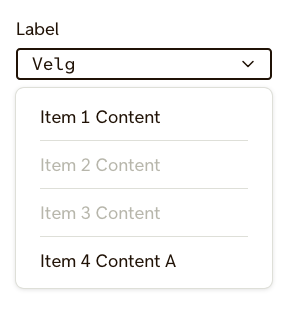 Label
Velg
Item 1 Content
Item 2 Content
Item 3 Content
Item 4 Content A